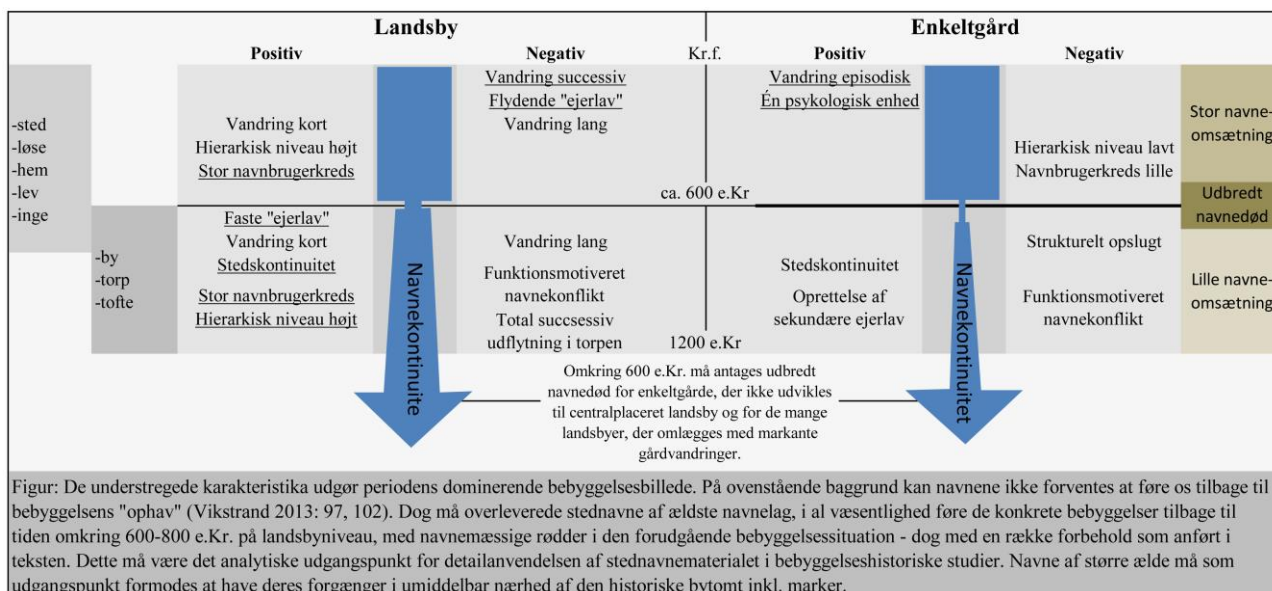 Landsby
Enkeltgård
Positiv
Negativ
Kr.f.
Positiv
Negativ
-sted
-løse
-hem
-lev
-inge
-by
-torp
-tofte
Vandring kort
Hierarkisk niveau højt
Stor navnbrugerkreds
Vandring successiv
Flydende "ejerlav"
Vandring lang
Vandring episodisk
Én psykologisk enhed
Hierarkisk niveau lavt
Navnbrugerkreds lille
Stor navne-
omsætning
ca. 600 e.Kr
Udbredt
navnedød
Faste "ejerlav"
Vandring kort
Stedskontinuitet
Stor navnbrugerkreds
Hierarkisk niveau højt
Navnekontinuite
Vandring lang
Funktionsmotiveret
navnekonflikt
Total succsessiv
udflytning i torpen
1200 e.Kr
Stedskontinuitet
Oprettelse af
sekundære ejerlav
Navnekontinuitet
Strukturelt opslugt
Funktionsmotiveret
navnekonflikt
Lille navne-
omsætning
Omkring 600 e.Kr. må antages udbredt
navnedød for enkeltgårde, der ikke udvikles
til centralplaceret landsby og for de mange
landsbyer, der omlægges med markante
gårdvandringer.
Figur: De understregede karakteristika udgør periodens dominerende bebyggelsesbillede. På ovenstående baggrund kan navnene ikke forventes at føre os tilbage til
bebyggelsens "ophav" (Vikstrand 2013: 97, 102). Dog må overleverede stednavne af ældste navnelag, i al væsentlighed føre de konkrete bebyggelser tilbage til
tiden omkring 600-800 e.Kr. på landsbyniveau, med navnemæssige rødder i den forudgående bebyggelsessituation - dog med en række forbehold som anført i
teksten. Dette må være det analytiske udgangspunkt for detailanvendelsen af stednavnematerialet i bebyggelseshistoriske studier. Navne af større ælde må som
udgangspunkt formodes at have deres forgænger i umiddelbar nærhed af den historiske bytomt inkl. marker.